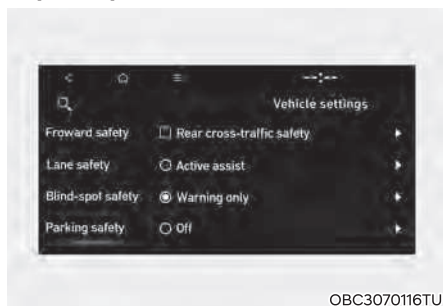 --:--
Vehicle settings
Froward safety
Rear cross-traffic safety
Lane safety
Active assist
Blind-spot safety
Warning only
Parking safety
Off
OBC3070116TU